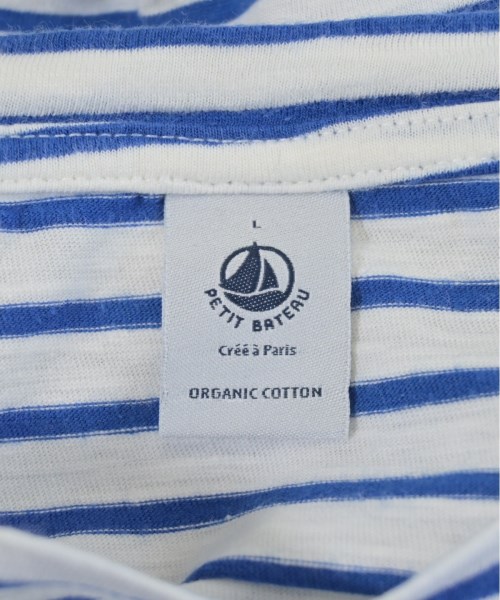 L
PETIT BATEAU
Créé à Paris
ORGANIC COTTON